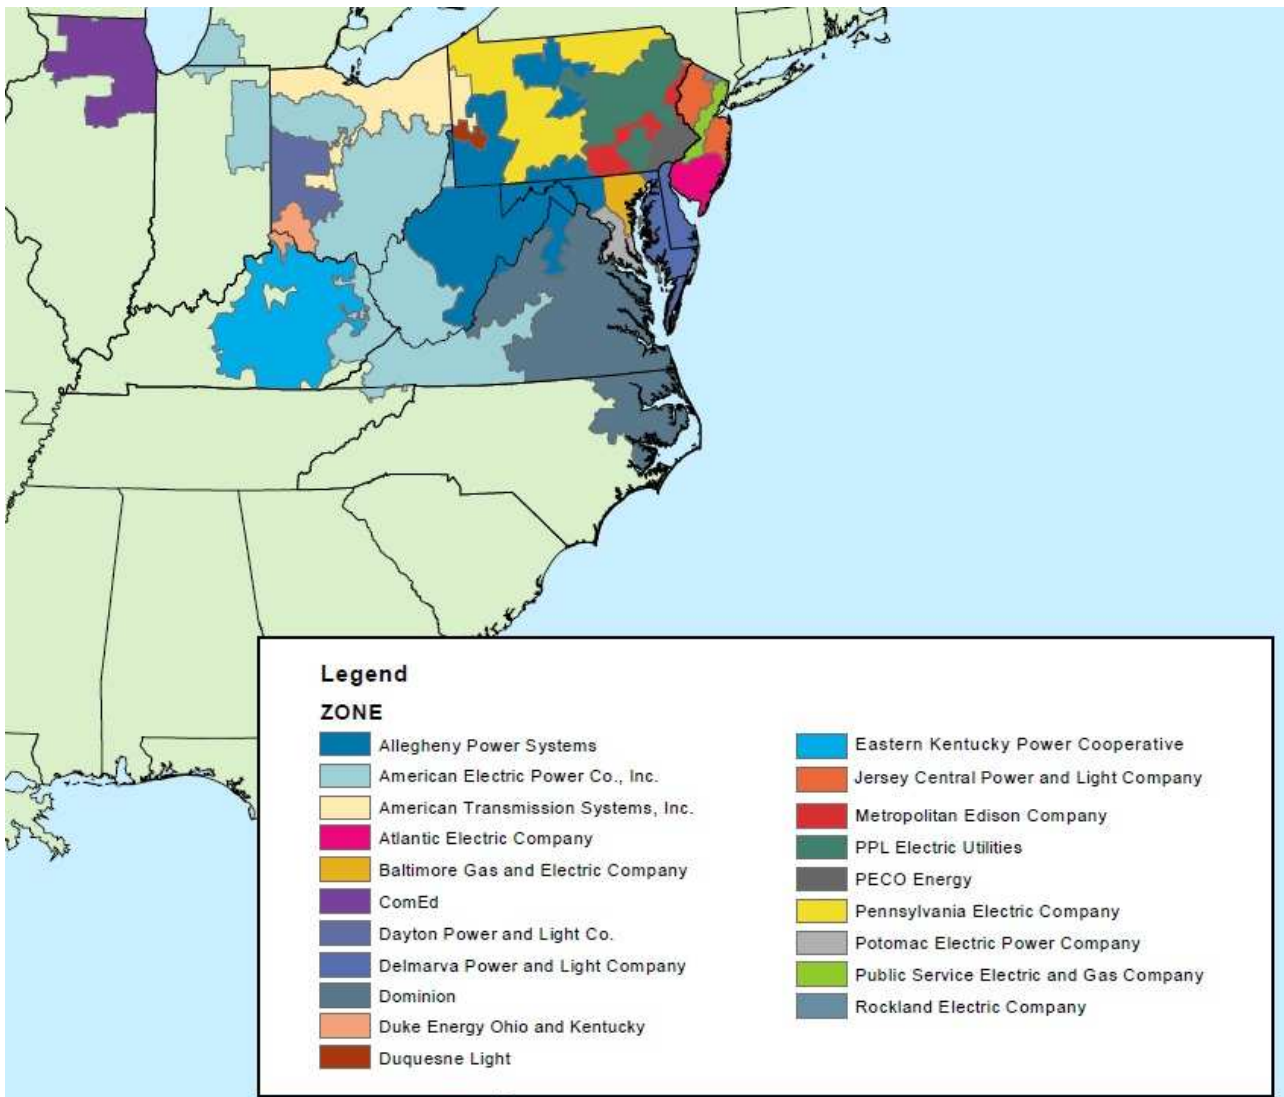 Legend
ZONE
Allegheny Power Systems
American Electric Power Co., Inc.
American Transmission Systems, Inc.
Atlantic Electric Company
Baltimore Gas and Electric Company
ComEd
Dayton Power and Light Co.
Delmarva Power and Light Company
Dominion
Duke Energy Ohio and Kentucky
Duquesne Light
Eastern Kentucky Power Cooperative
Jersey Central Power and Light Company
Metropolitan Edison Company
PPL Electric Utilities
PECO Energy
Pennsylvania Electric Company
Potomac Electric Power Company
Public Service Electric and Gas Company
Rockland Electric Company